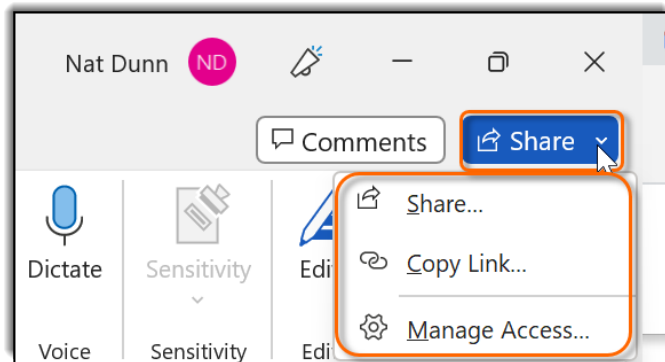 Nat Dunn ND
Comments Share
Share...
Copy Link...
Manage Access...
Dictate Sensitivity Edi
Voice Sensitivity Edi